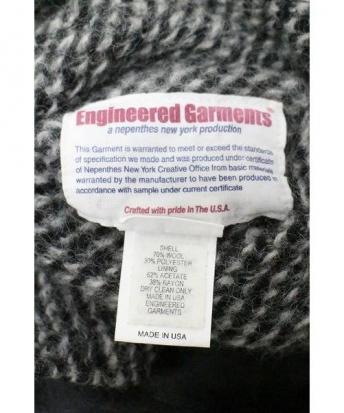 Engineered Garments™
a nepenthes new york production
This Garment is warranted to meet or exceed the standards
of specification we made and was produced under certificate
of Nepenthes New York Creative Office from basic materials
warranted by the manufacturer to have been produced in
accordance with sample under current certificate
Crafted with pride in The U.S.A.
SHELL
70% WOOL
30% POLYESTER
LINING
62% ACETATE
38% RAYON
DRY CLEAN ONLY
MADE IN USA
ENGINEERED
GARMENTS
MADE IN USA